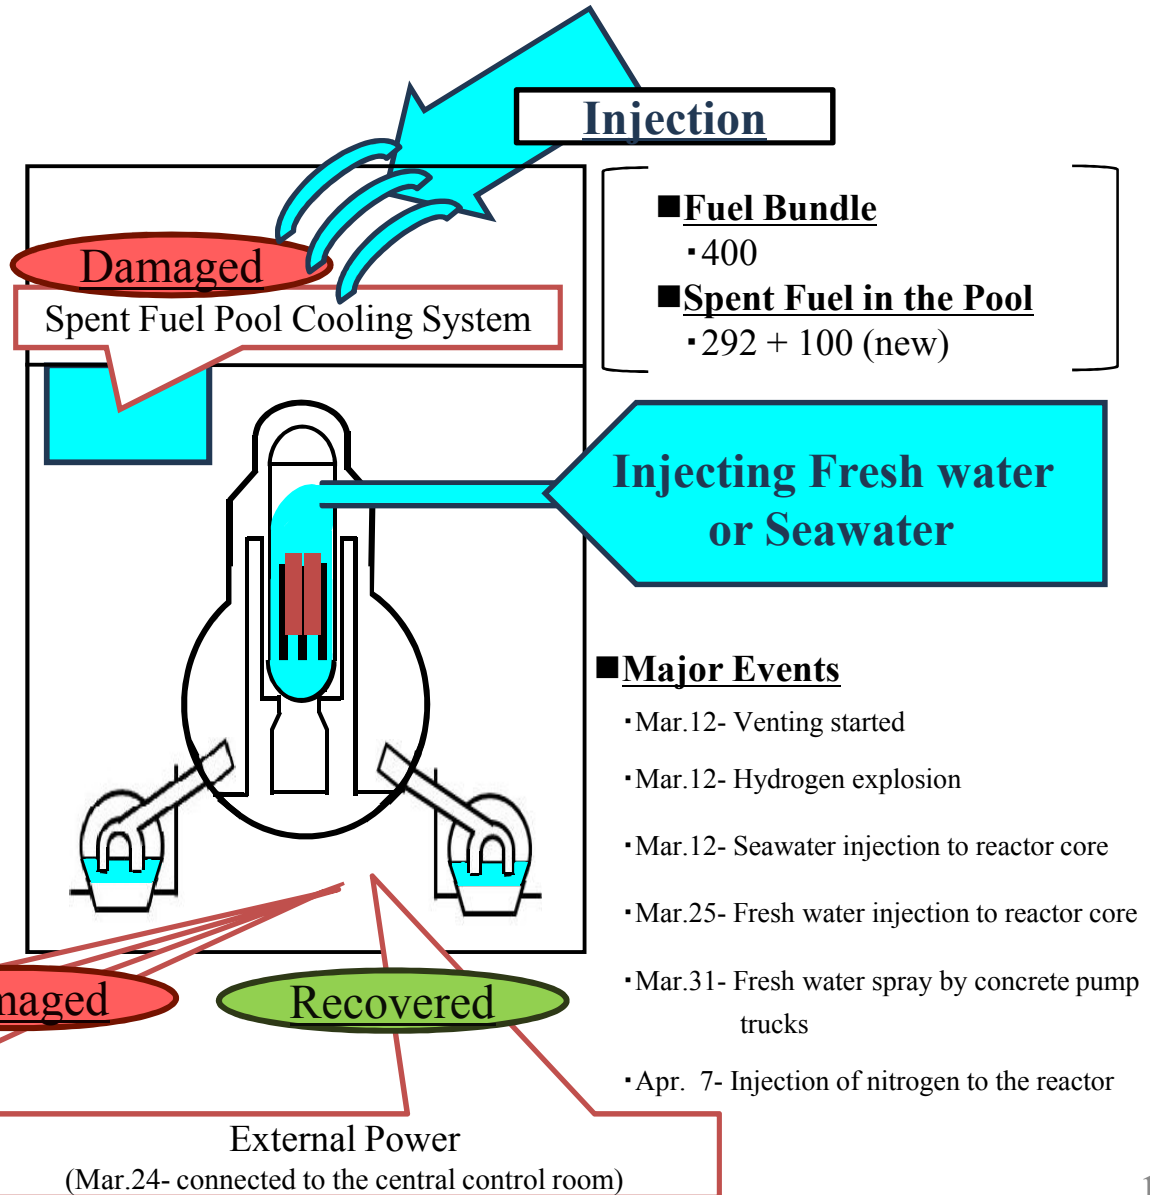 Injection
Damaged
Spent Fuel Pool Cooling System
■Fuel Bundle
・400
■Spent Fuel in the Pool
・292 + 100 (new)
Injecting Fresh water
or Seawater
■Major Events
・Mar.12- Venting started
・Mar.12- Hydrogen explosion
・Mar.12- Seawater injection to reactor core
・Mar.25- Fresh water injection to reactor core
・Mar.31- Fresh water spray by concrete pump
trucks
・Apr. 7- Injection of nitrogen to the reactor
maged
Recovered
External Power
(Mar.24- connected to the central control room)
1